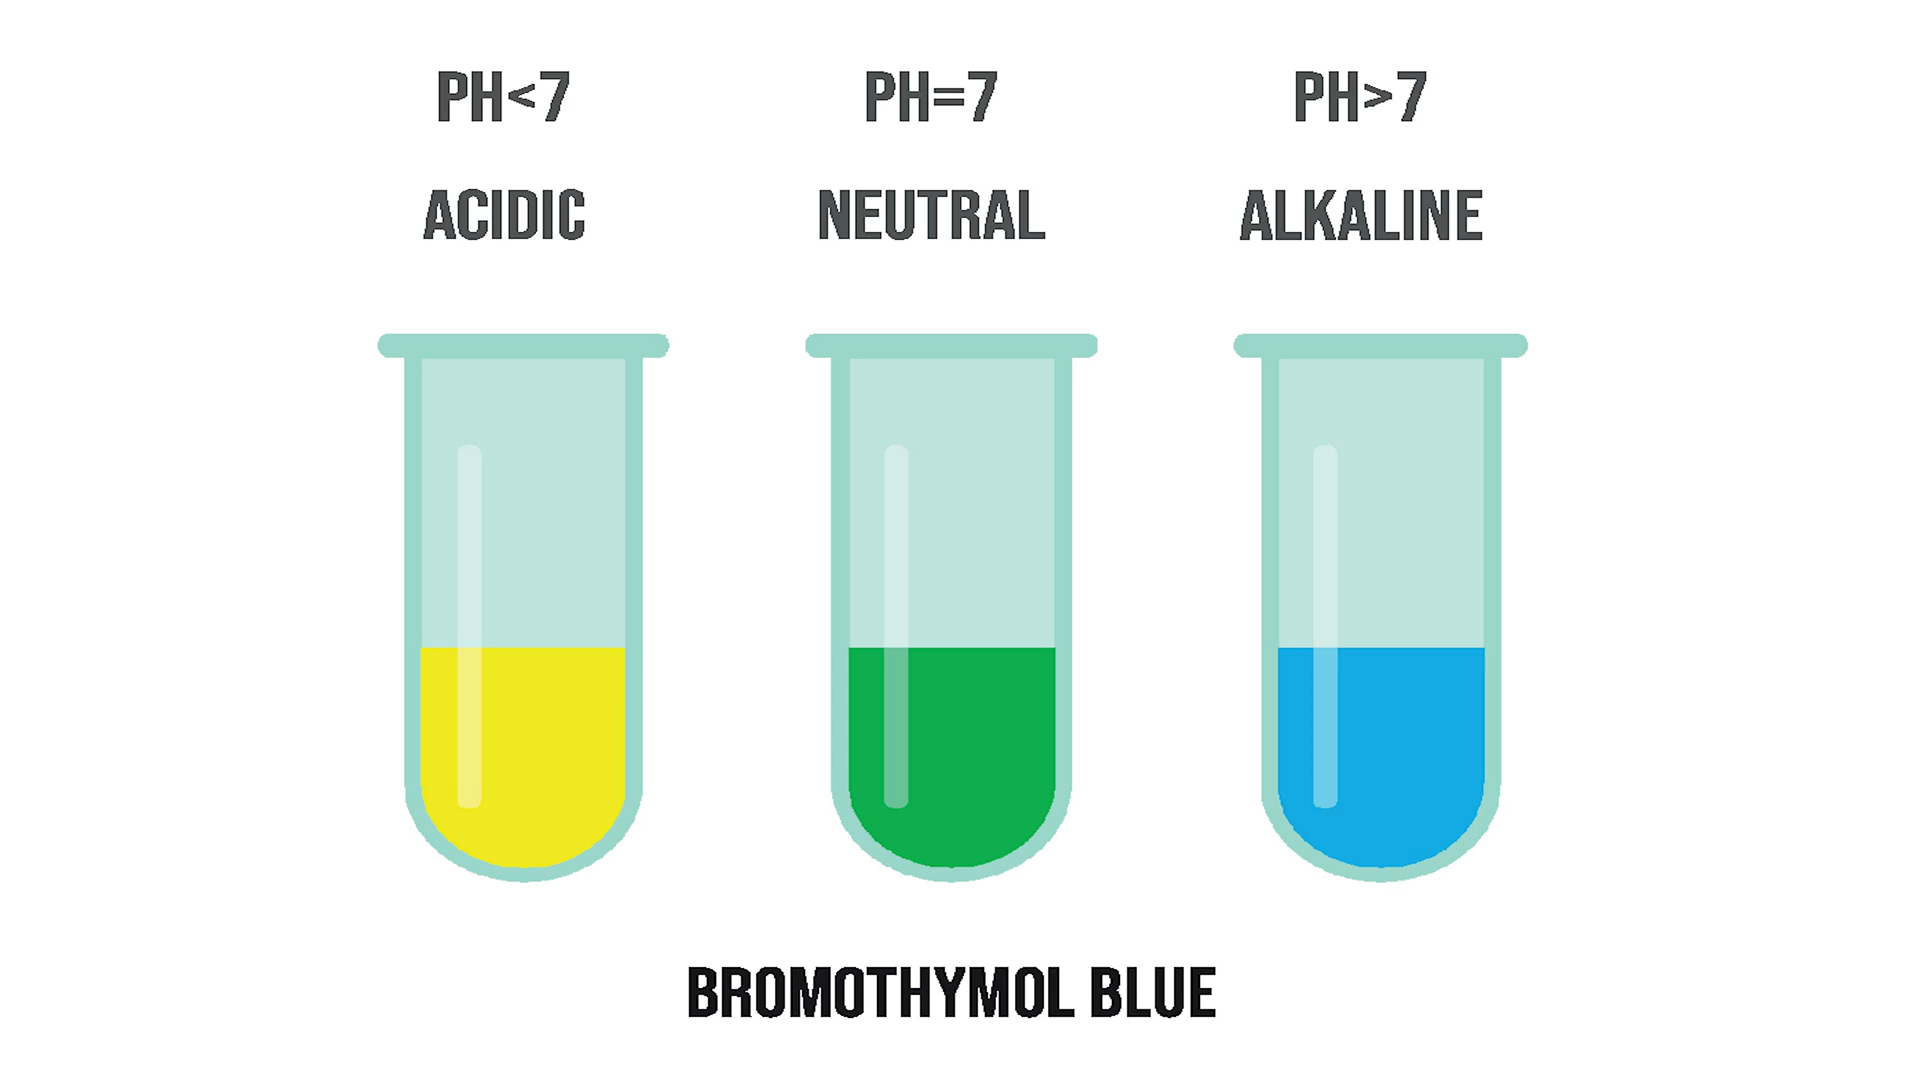 PH<7
PH=7
PH>7
ACIDIC
NEUTRAL
ALKALINE
BROMOTHYMOL BLUE